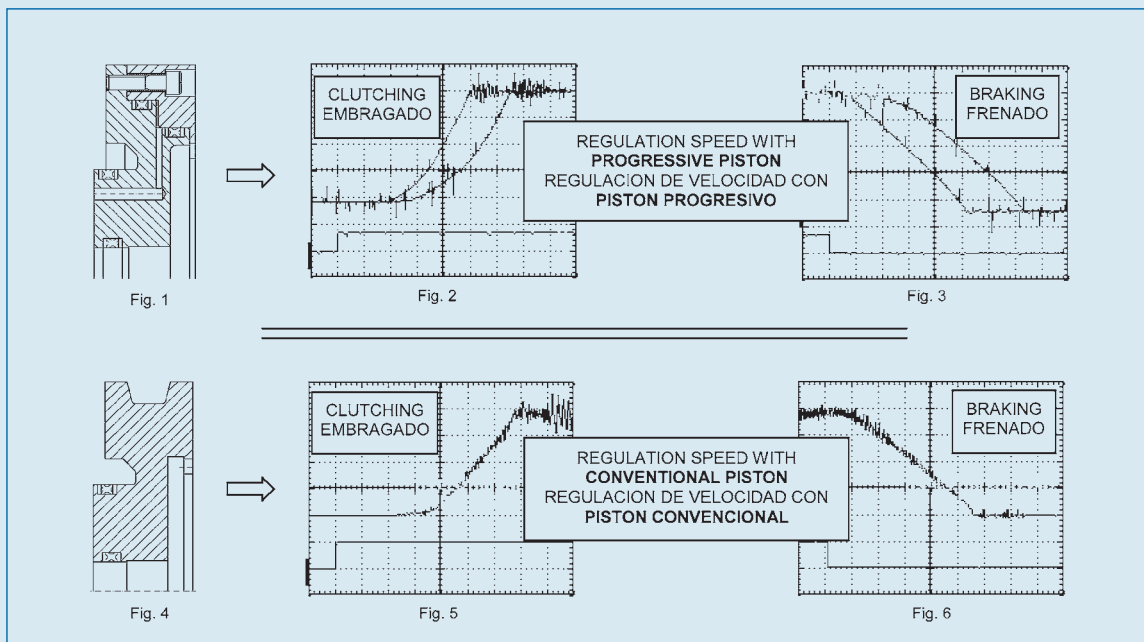 CLUTCHING
EMBRAGADO
REGULATION SPEED WITH
PROGRESSIVE PISTON
REGULACION DE VELOCIDAD CON
PISTON PROGRESIVO
BRAKING
FRENADO
Fig. 1
Fig. 2
Fig. 3
CLUTCHING
EMBRAGADO
REGULATION SPEED WITH
CONVENTIONAL PISTON
REGULACION DE VELOCIDAD CON
PISTON CONVENCIONAL
BRAKING
FRENADO
Fig. 4
Fig. 5
Fig. 6